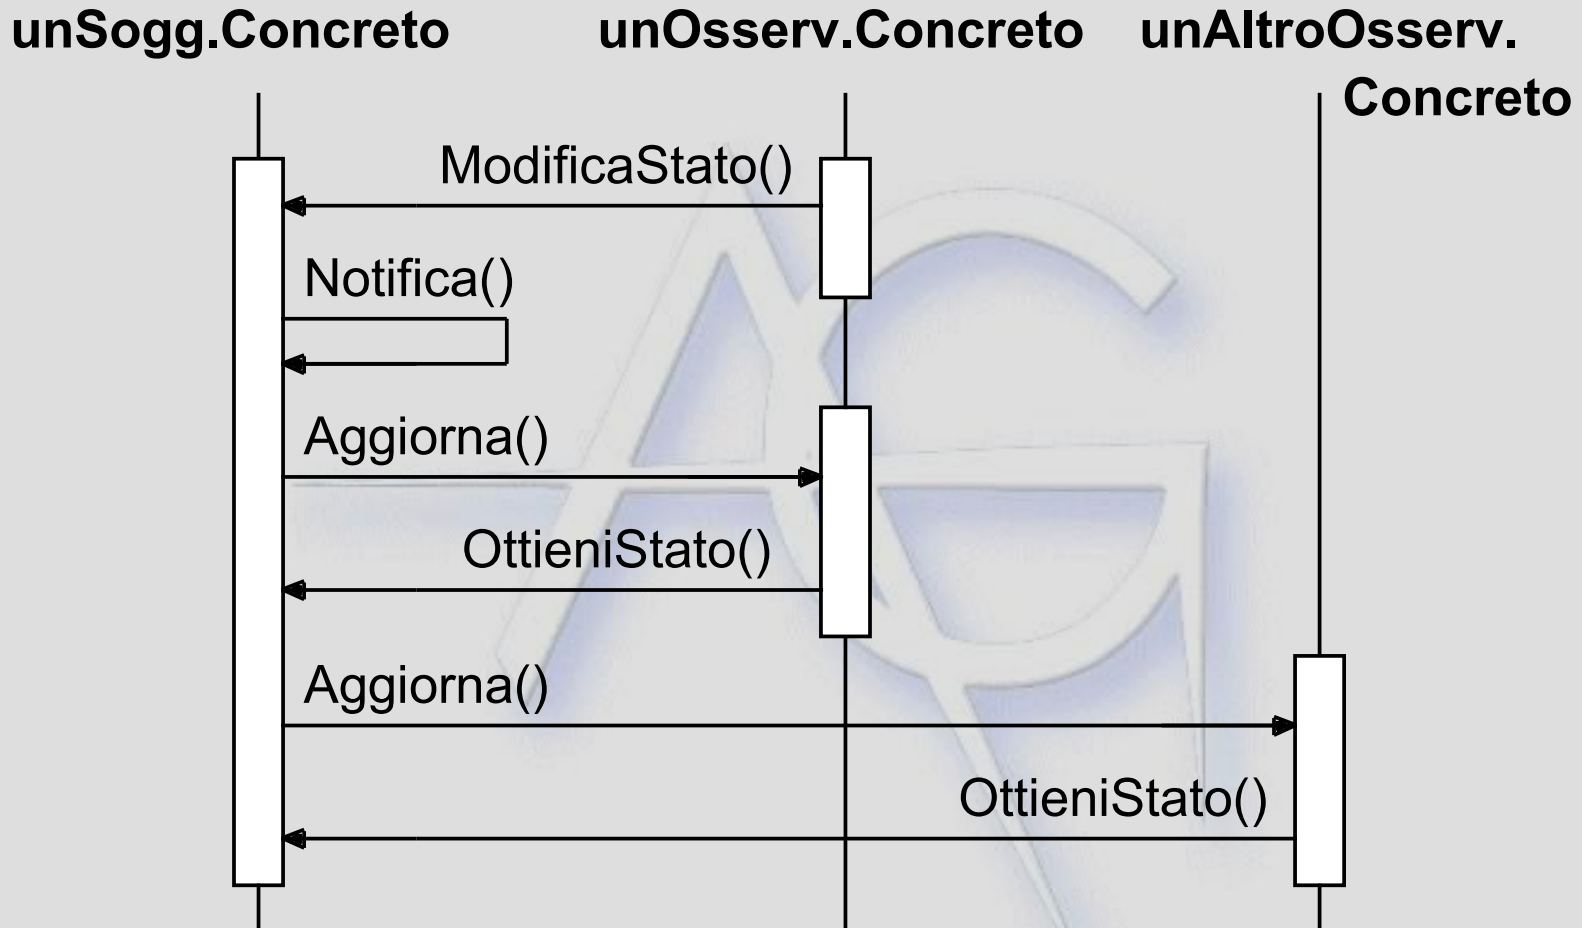 unSogg.Concreto
unOsserv.Concreto
unAltroOsserv.
Concreto
ModificaStato()
Notifica()
Aggiorna()
OttieniStato()
Aggiorna()
OttieniStato()